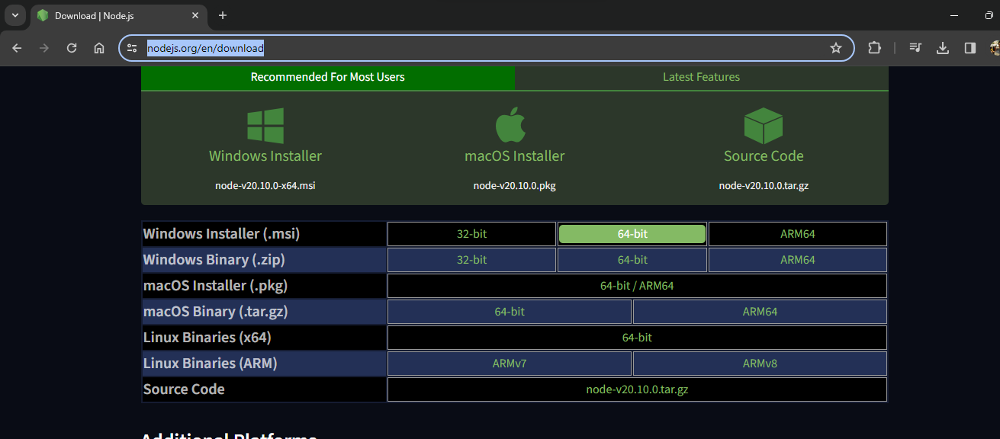 Download | Node.js
nodejs.org/en/download
Recommended For Most Users Latest Features
Windows Installer macOS Installer Source Code
node-v20.10.0-x64.msi node-v20.10.0.pkg node-v20.10.0.tar.gz
Windows Installer (.msi) 32-bit 64-bit ARM64
Windows Binary (.zip) 32-bit 64-bit ARM64
macOS Installer (.pkg) 64-bit / ARM64
macOS Binary (.tar.gz) 64-bit ARM64
Linux Binaries (x64) 64-bit
Linux Binaries (ARM) ARMv7 ARMv8
Source Code node-v20.10.0.tar.gz
Additional Platforms